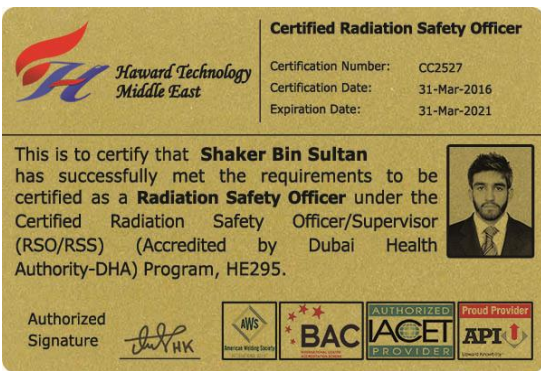 Certified Radiation Safety Officer
Haward Technology
Middle East
Certification Number: CC2527
Certification Date: 31-Mar-2016
Expiration Date: 31-Mar-2021
This is to certify that Shaker Bin Sultan
has successfully met the requirements to be
certified as a Radiation Safety Officer under the
Certified Radiation Safety Officer/Supervisor
(RSO/RSS) (Accredited by Dubai Health
Authority-DHA) Program, HE295.
Authorized
Signature
AWS
American Welding Society
BAC
AUTHORIZED
IACET
PROVIDER
Proud Provider
API